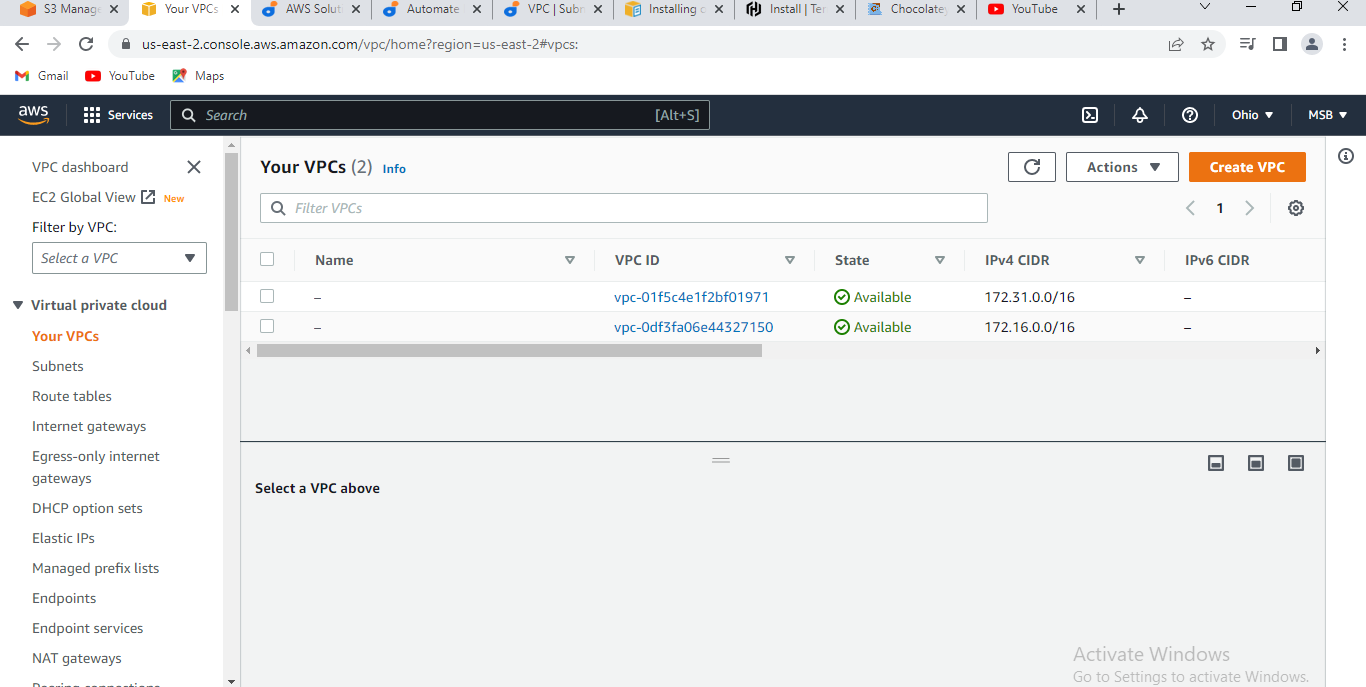 S3 Manage
Your VPCs
AWS Soluti
Automate
VPC | Subn
Installing o
Install | Ter
Chocolatey
YouTube
us-east-2.console.aws.amazon.com/vpc/home?region=us-east-2#vpcs:
Gmail YouTube Maps
aws Services Search [Alt+S] Ohio MSB
VPC dashboard
EC2 Global View New
Filter by VPC:
Select a VPC
Virtual private cloud
Your VPCs
Subnets
Route tables
Internet gateways
Egress-only internet
gateways
DHCP option sets
Elastic IPs
Managed prefix lists
Endpoints
Endpoint services
NAT gateways
Peering connections
Your VPCs (2) Info
Actions Create VPC
Filter VPCs
1
Name VPC ID State IPv4 CIDR IPv6 CIDR
– vpc-01f5c4e1f2bf01971 Available 172.31.0.0/16 –
– vpc-0df3fa06e44327150 Available 172.16.0.0/16 –
Select a VPC above
Activate Windows
Go to Settings to activate Windows.